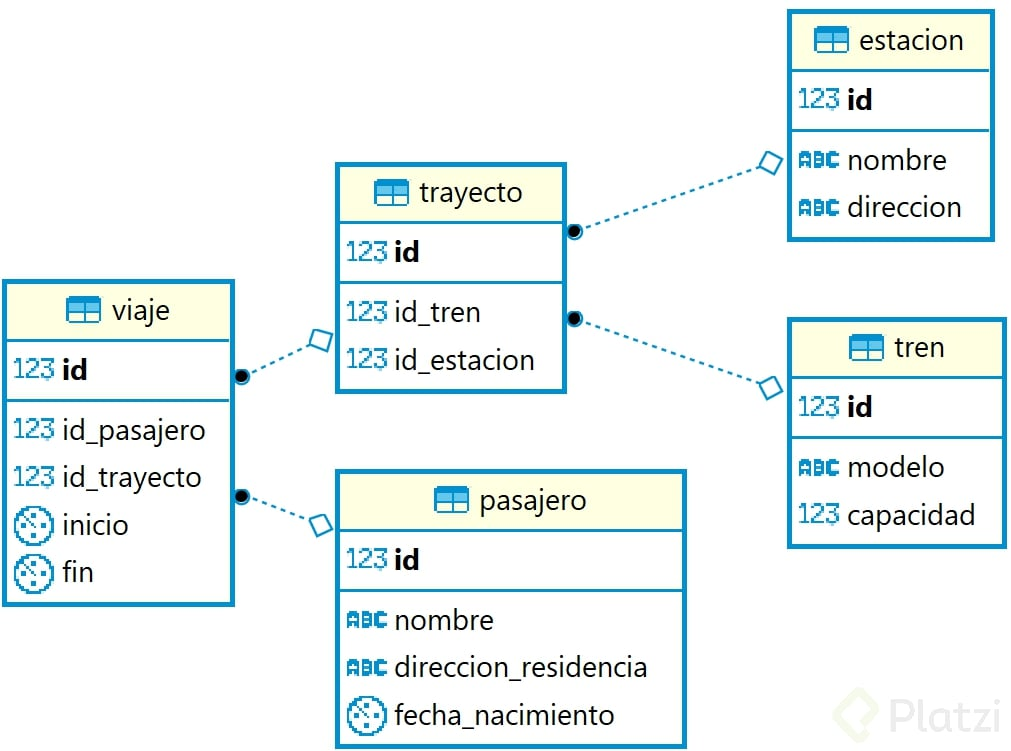 estacion
123 id
ABC nombre
ABC direccion
trayecto
123 id
123 id_tren
123 id_estacion
viaje
123 id
123 id_pasajero
123 id_trayecto
inicio
fin
tren
123 id
ABC modelo
123 capacidad
pasajero
123 id
ABC nombre
ABC direccion_residencia
fecha_nacimiento
Platzi